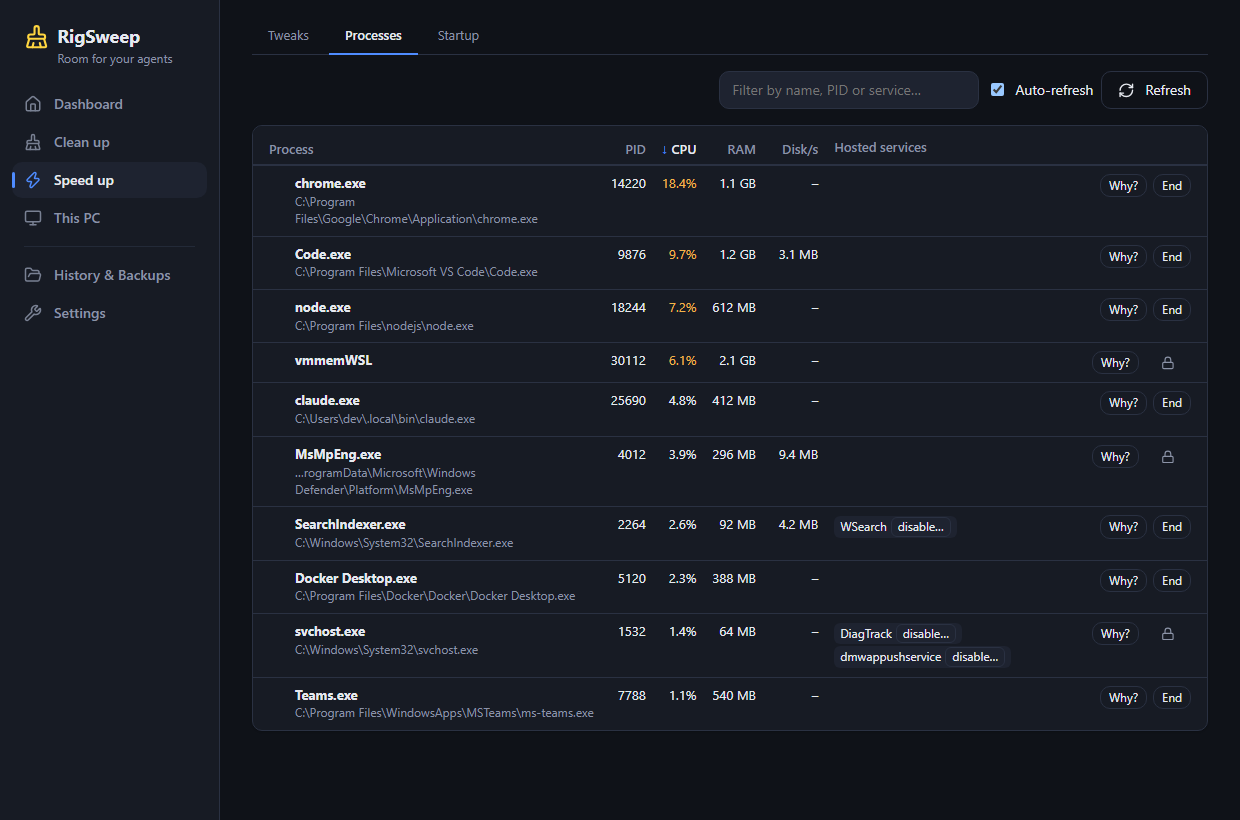 RigSweep
Room for your agents
Dashboard
Clean up
Speed up
This PC
History & Backups
Settings
Tweaks Processes Startup
Filter by name, PID or service... Auto-refresh Refresh
Process PID ↓ CPU RAM Disk/s Hosted services
chrome.exe 14220 18.4% 1.1 GB – Why? End
C:\Program
Files\Google\Chrome\Application\chrome.exe
Code.exe 9876 9.7% 1.2 GB 3.1 MB Why? End
C:\Program Files\Microsoft VS Code\Code.exe
node.exe 18244 7.2% 612 MB – Why? End
C:\Program Files\nodejs\node.exe
vmmemWSL 30112 6.1% 2.1 GB – Why?
claude.exe 25690 4.8% 412 MB – Why? End
C:\Users\dev\.local\bin\claude.exe
MsMpEng.exe 4012 3.9% 296 MB 9.4 MB Why?
...rogramData\Microsoft\Windows
Defender\Platform\MsMpEng.exe
SearchIndexer.exe 2264 2.6% 92 MB 4.2 MB WSearch disable... Why? End
C:\Windows\System32\SearchIndexer.exe
Docker Desktop.exe 5120 2.3% 388 MB – Why? End
C:\Program Files\Docker\Docker\Docker Desktop.exe
svchost.exe 1532 1.4% 64 MB – DiagTrack disable... Why?
C:\Windows\System32\svchost.exe dmwappushservice disable...
Teams.exe 7788 1.1% 540 MB – Why? End
C:\Program Files\WindowsApps\MSTeams\ms-teams.exe